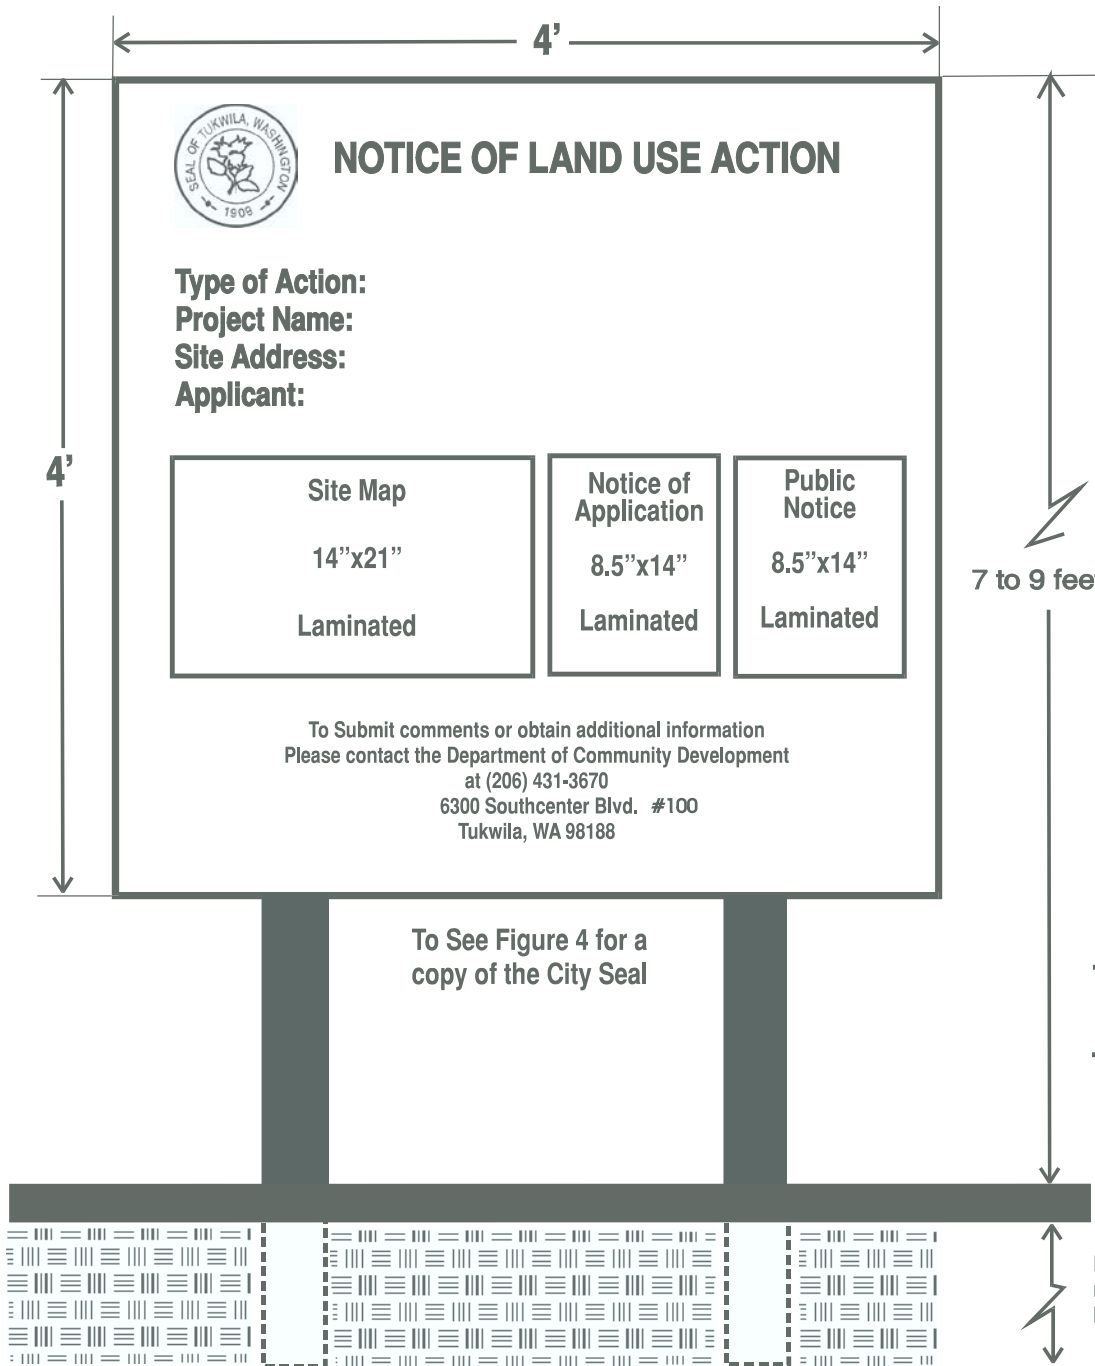 4’
SEAL OF TUKWILA, WASHINGTON
1908
NOTICE OF LAND USE ACTION
Type of Action:
Project Name:
Site Address:
Applicant:
4’
Site Map
14”x21”
Laminated
Notice of
Application
8.5”x14”
Laminated
Public
Notice
8.5”x14”
Laminated
7 to 9 fee
To Submit comments or obtain additional information
Please contact the Department of Community Development
at (206) 431-3670
6300 Southcenter Blvd. #100
Tukwila, WA 98188
To See Figure 4 for a
copy of the City Seal